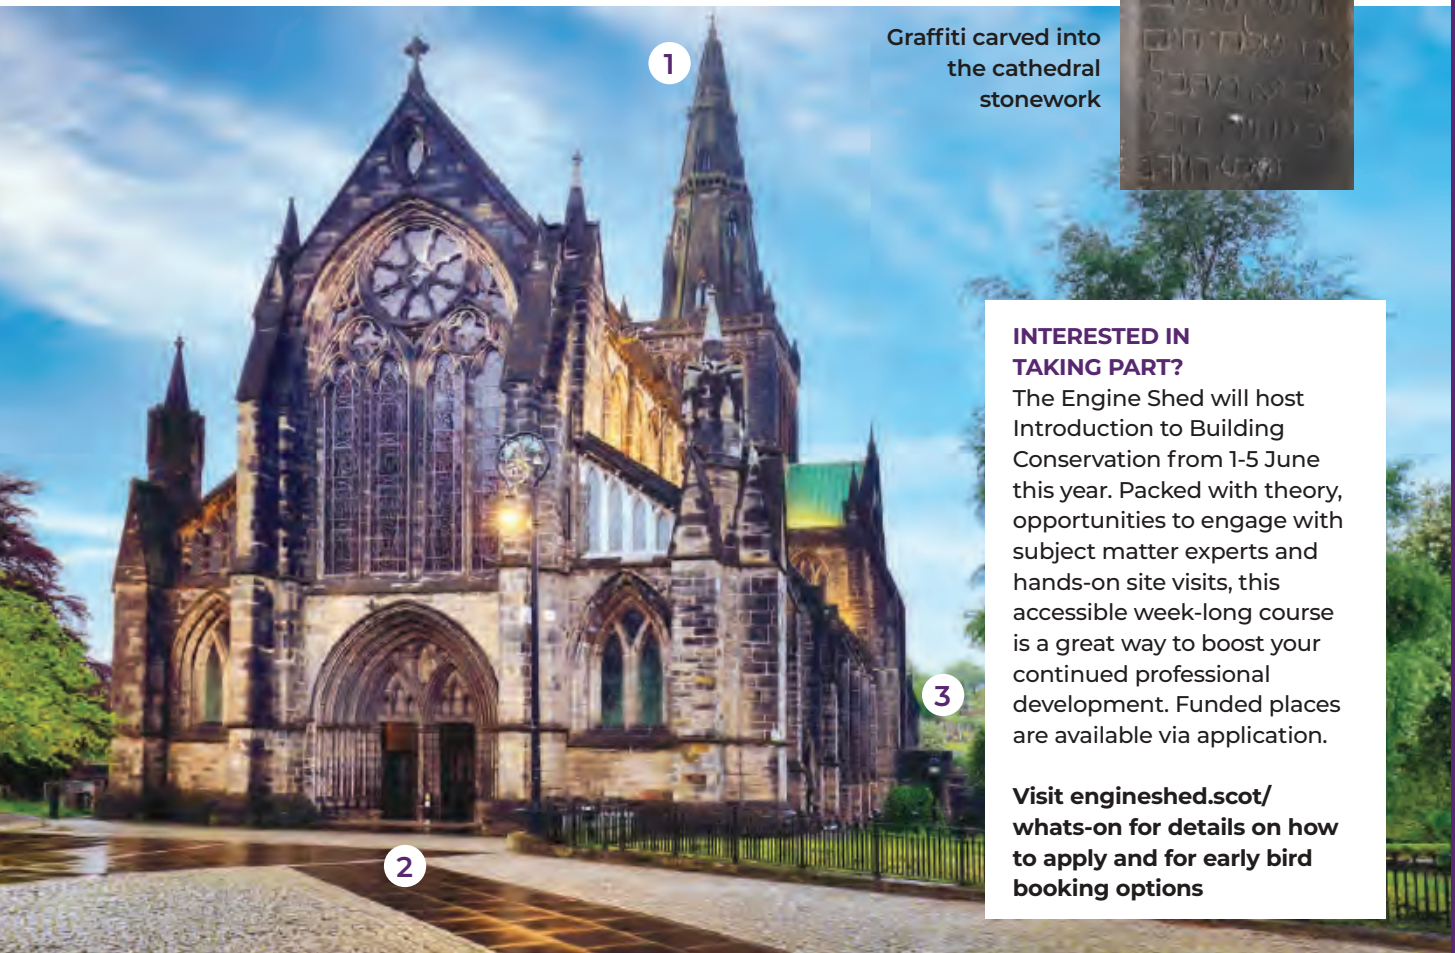 Graffiti carved into
the cathedral
stonework
1
INTERESTED IN
TAKING PART?
The Engine Shed will host
Introduction to Building
Conservation from 1-5 June
this year. Packed with theory,
opportunities to engage with
subject matter experts and
hands-on site visits, this
accessible week-long course
is a great way to boost your
continued professional
development. Funded places
are available via application.
Visit engineshed.scot/
whats-on for details on how
to apply and for early bird
booking options
3
2